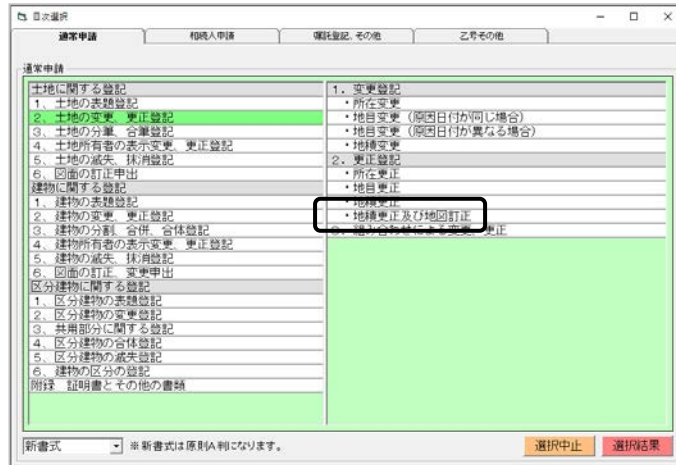 目次選択
通常申請
相続人申請
嘱託登記、その他
乙号その他
通常申請
土地に関する登記
1、土地の表題登記
2、土地の変更、更正登記
3、土地の分筆、合筆登記
4、土地所有者の表示変更、更正登記
5、土地の滅失、抹消登記
6、図面の訂正申出
建物に関する登記
1、建物の表題登記
2、建物の変更、更正登記
3、建物の分割、合併、合体登記
4、建物所有者の表示変更、更正登記
5、建物の滅失、抹消登記
6、図面の訂正、変更申出
区分建物に関する登記
1、区分建物の表題登記
2、区分建物の変更登記
3、共用部分に関する登記
4、区分建物の合体登記
5、区分建物の滅失登記
6、建物の区分の登記
附録 証明書とその他の書類
1．変更登記
・所在変更
・地目変更（原因日付が同じ場合）
・地目変更（原因日付が異なる場合）
・地積変更
2．更正登記
・所在更正
・地目更正
・地積更正
・地積更正及び地図訂正
3．組み合わせによる変更、更正
新書式
※新書式は原則A判になります。
選択中止
選択結果